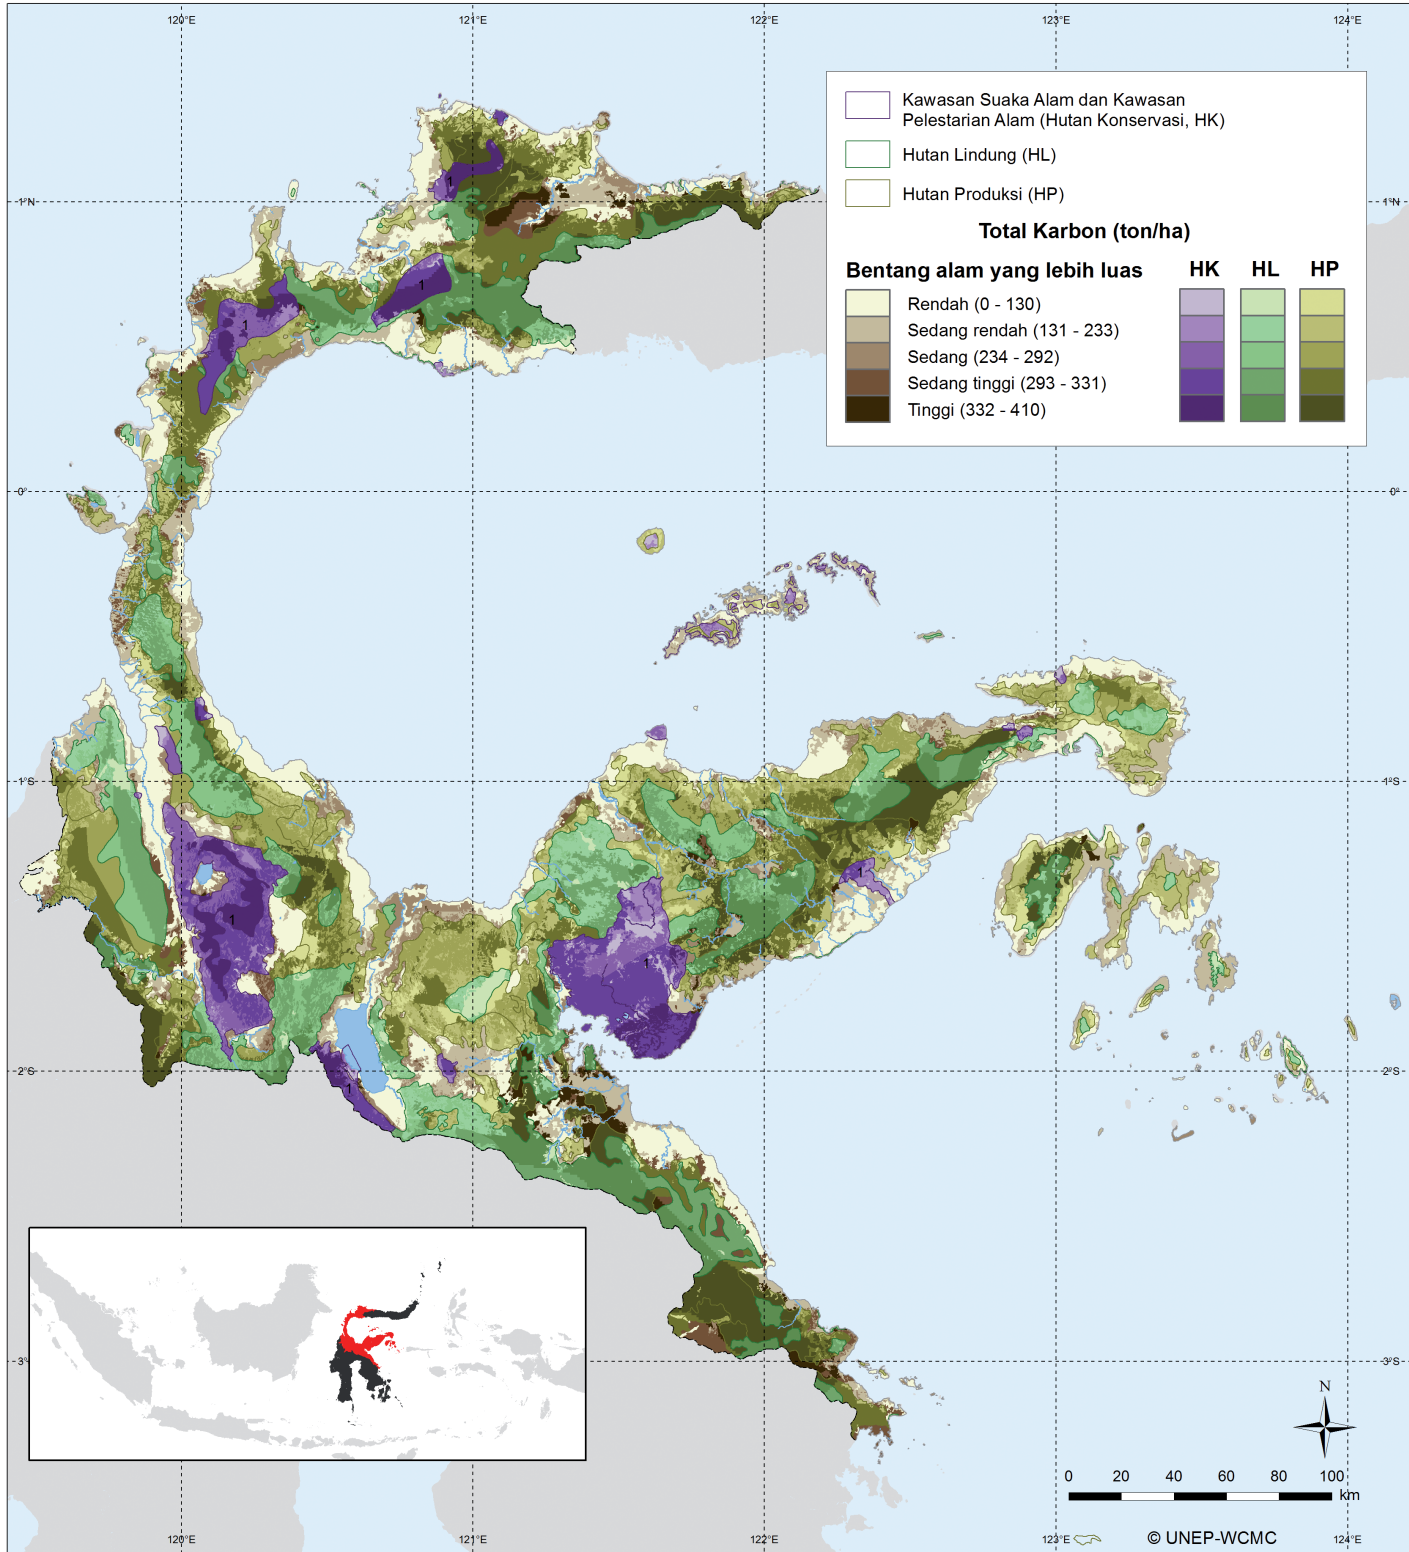 120°E 121°E 122°E 123°E 124°E
Kawasan Suaka Alam dan Kawasan
Pelestarian Alam (Hutan Konservasi, HK)
Hutan Lindung (HL)
Hutan Produksi (HP)
Total Karbon (ton/ha)
Bentang alam yang lebih luas HK HL HP
Rendah (0 - 130)
Sedang rendah (131 - 233)
Sedang (234 - 292)
Sedang tinggi (293 - 331)
Tinggi (332 - 410)
1
1°N 1°N
1
1
0° 0°
1°S 1°S
1
1
1
2°S 2°S
1
3° 3°S
N
0 20 40 60 80 100
km
© UNEP-WCMC
120°E 121°E 122°E 123°E 124°E